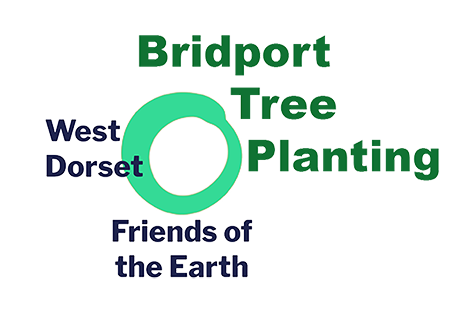 Bridport
Tree
Planting
West
Dorset
Friends of
the Earth